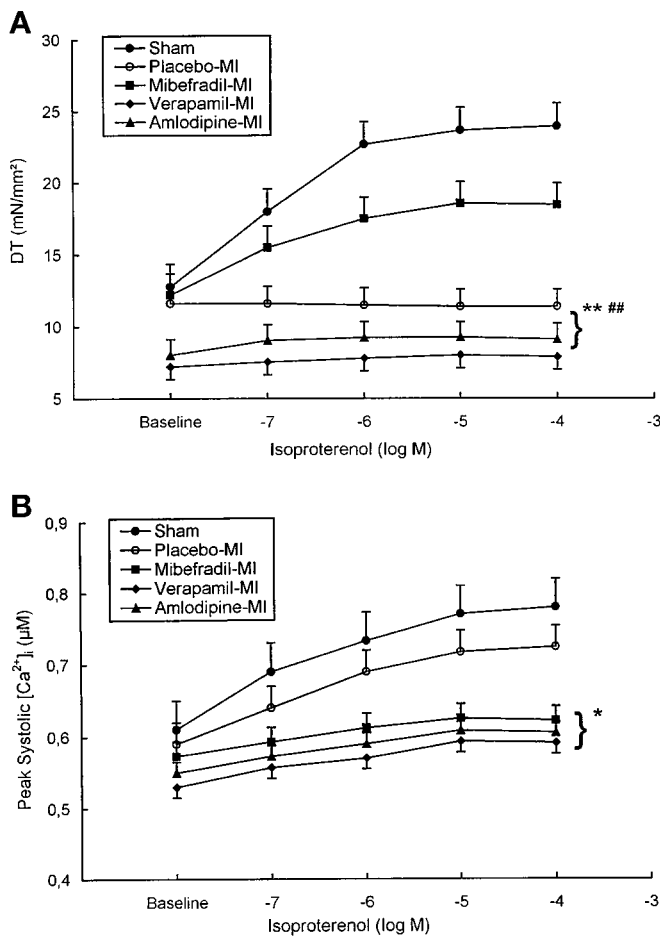 A
30
25
20
15
10
5
DT (mN/mm²)
Sham
Placebo-MI
Mibefradil-MI
Verapamil-MI
Amlodipine-MI
} ** ##
Baseline -7 -6 -5 -4 -3
Isoproterenol (log M)
B
0,9
0,8
0,7
0,6
0,5
0,4
Peak Systolic [Ca²⁺]i (µM)
Sham
Placebo-MI
Mibefradil-MI
Verapamil-MI
Amlodipine-MI
} *
Baseline -7 -6 -5 -4 -3
Isoproterenol (log M)